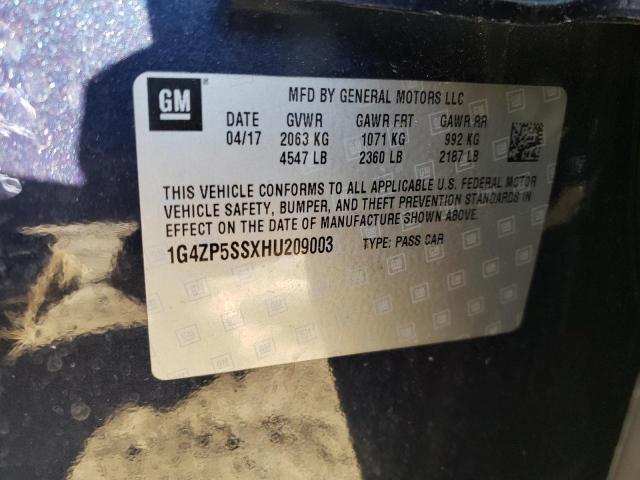 GM
MFD BY GENERAL MOTORS LLC
DATE GVWR GAWR FRT GAWR RR
04/17 2063 KG 1071 KG 992 KG
4547 LB 2360 LB 2187 LB
THIS VEHICLE CONFORMS TO ALL APPLICABLE U.S. FEDERAL MOTOR
VEHICLE SAFETY, BUMPER, AND THEFT PREVENTION STANDARDS IN
EFFECT ON THE DATE OF MANUFACTURE SHOWN ABOVE.
1G4ZP5SSXHU209003 TYPE: PASS CAR